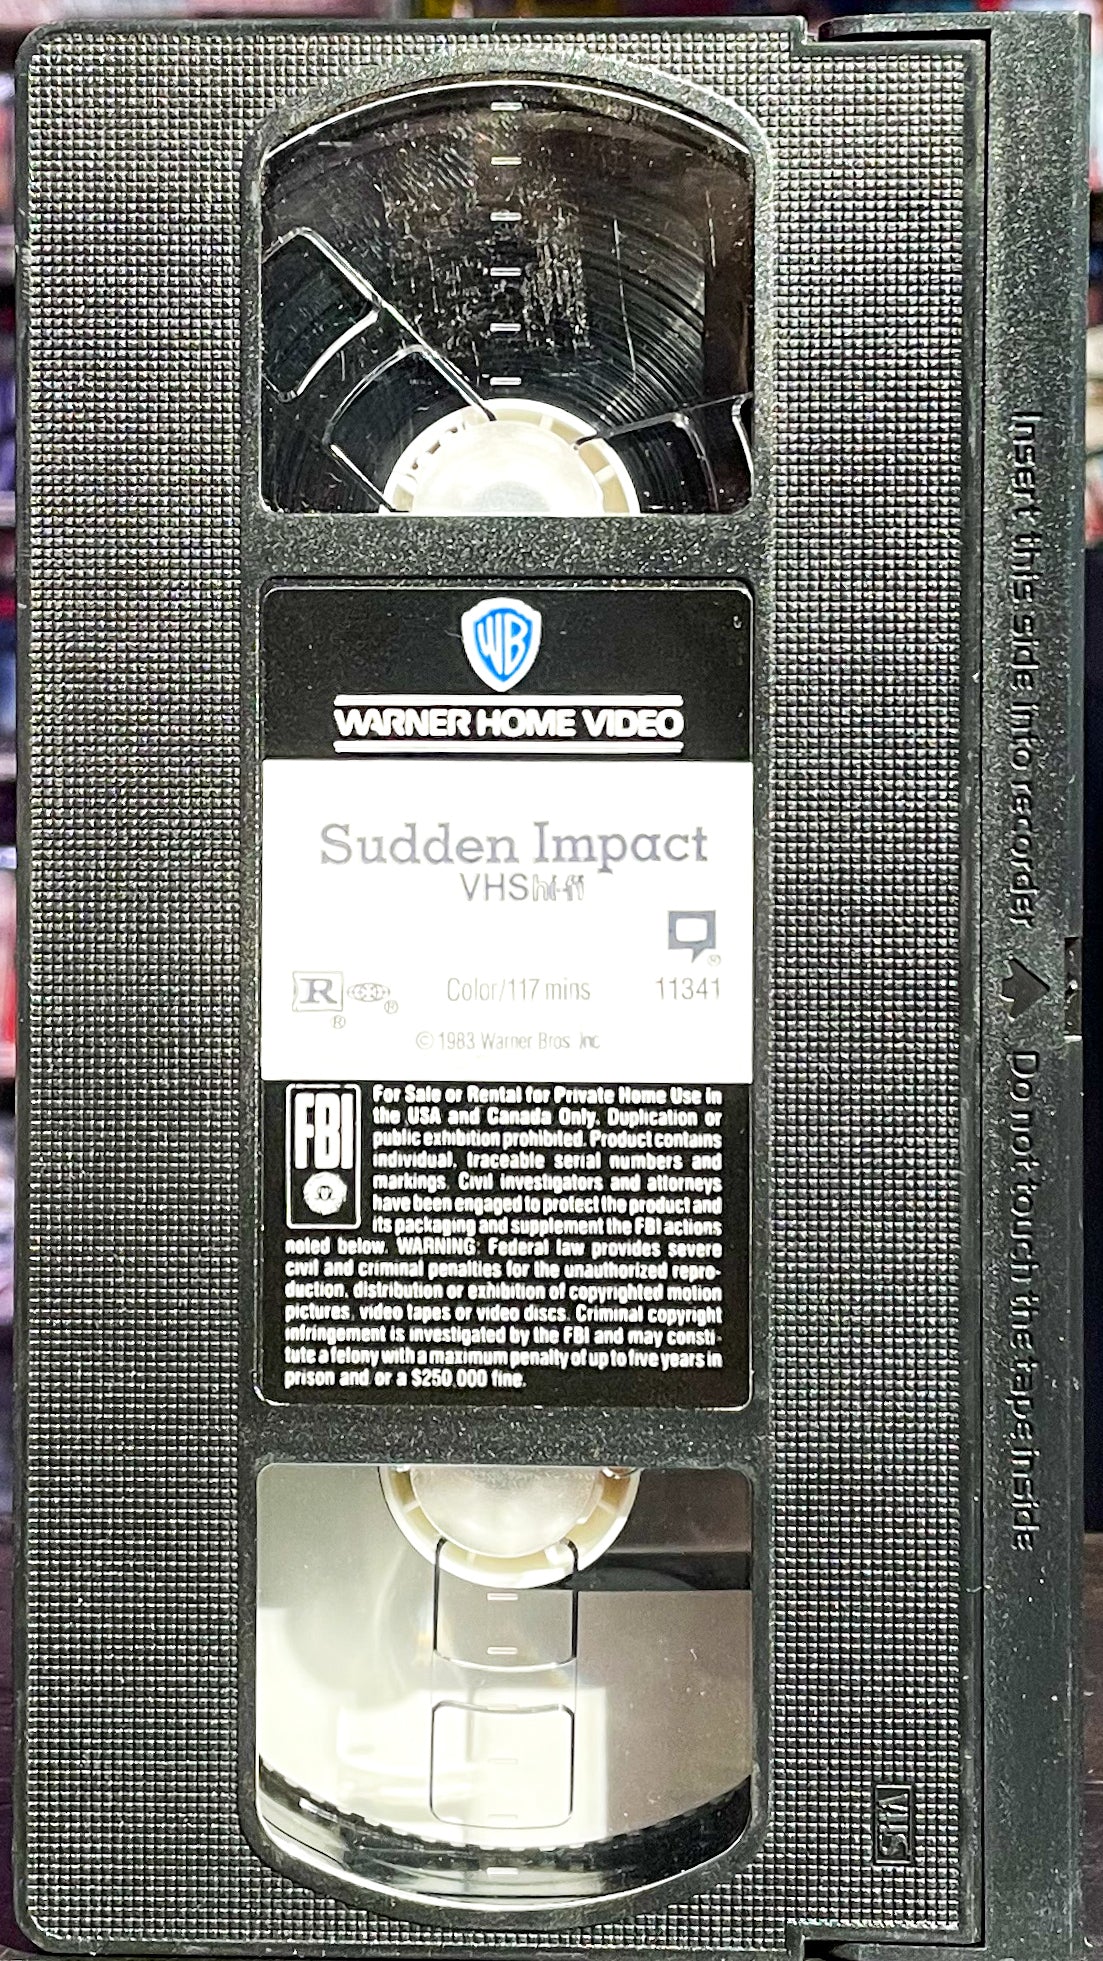 WB
WARNER HOME VIDEO
Sudden Impact
VHS hi-fi
R ® ® Color/117 mins 11341 ®
© 1983 Warner Bros Inc
FBI
For Sale or Rental for Private Home Use in
the USA and Canada Only. Duplication or
public exhibition prohibited. Product contains
individual, traceable serial numbers and
markings. Civil investigators and attorneys
have been engaged to protect the product and
its packaging and supplement the FBI actions
noted below. WARNING: Federal law provides severe
civil and criminal penalties for the unauthorized repro-
duction, distribution or exhibition of copyrighted motion
pictures, video tapes or video discs. Criminal copyright
infringement is investigated by the FBI and may consti-
tute a felony with a maximum penalty of up to five years in
prison and or a $250,000 fine.
Insert this side into recorder
Do not touch the tape inside
VHS